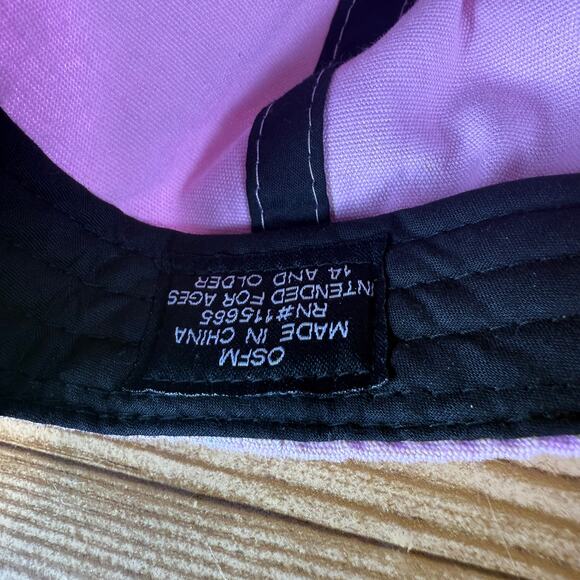 OSFM
MADE IN CHINA
RN#115665
INTENDED FOR AGES
14 AND OLDER